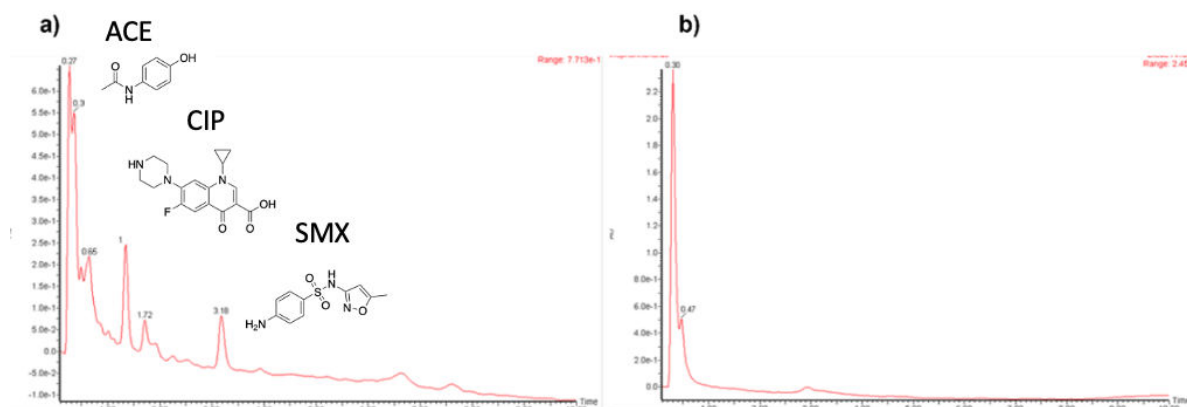 a)
ACE
Range: 7.713e-1
0.27
0.3
O
OH
N
H
6.0e-1
5.5e-1
5.0e-1
4.5e-1
4.0e-1
3.5e-1
3.0e-1
2.5e-1
2.0e-1
1.5e-1
1.0e-1
5.0e-2
0.0
-5.0e-2
-1.0e-1
0.65
1
1.72
3.18
CIP
HN
N
N
F
O
O
OH
SMX
H
O
N
S
O
N
O
H₂N
Time
b)
Range: 2.45
0.30
0.47
2.2
2.0
1.8
1.6
1.4
1.2
1.0
8.0e-1
6.0e-1
4.0e-1
2.0e-1
0.0
Time